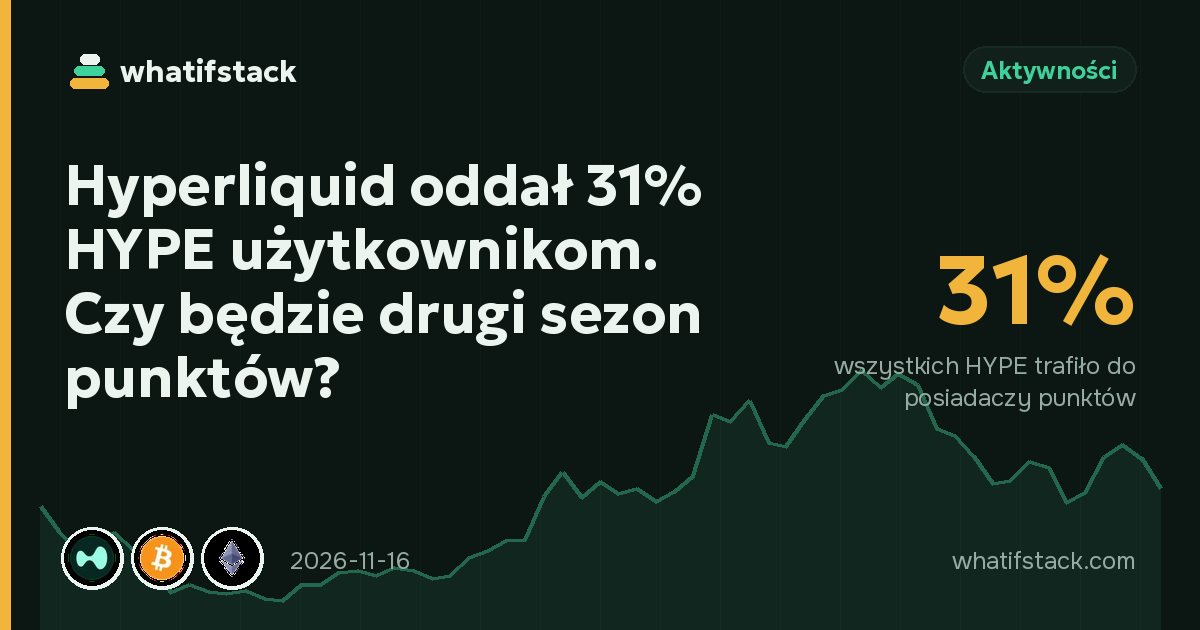 whatifstack
Aktywności
Hyperliquid oddał 31%
HYPE użytkownikom.
Czy będzie drugi sezon
punktów?
31%
wszystkich HYPE trafiło do
posiadaczy punktów
2026-11-16
whatifstack.com